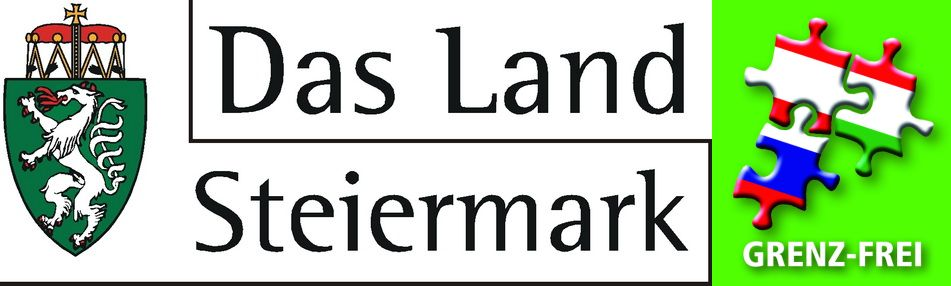 Das Land
Steiermark
GRENZ-FREI